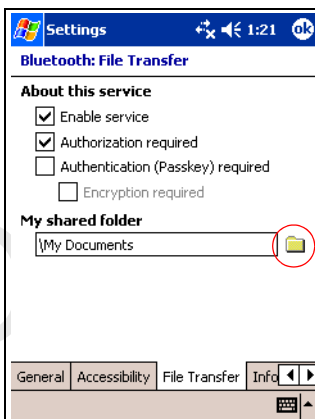 Settings 1:21 ok
Bluetooth: File Transfer
About this service
Enable service
Authorization required
Authentication (Passkey) required
Encryption required
My shared folder
\My Documents
General Accessibility File Transfer Info